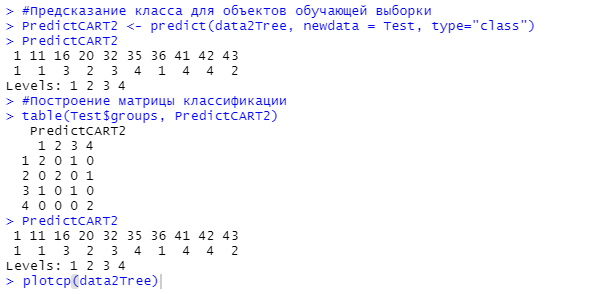 > #Предсказание класса для объектов обучающей выборки
> PredictCART2 <- predict(data2Tree, newdata = Test, type="class")
> PredictCART2
 1 11 16 20 32 35 36 41 42 43
 1  1  3  2  3  4  1  4  4  2
Levels: 1 2 3 4
> #Построение матрицы классификации
> table(Test$groups, PredictCART2)
   PredictCART2
    1 2 3 4
  1 2 0 1 0
  2 0 2 0 1
  3 1 0 1 0
  4 0 0 0 2
> PredictCART2
 1 11 16 20 32 35 36 41 42 43
 1  1  3  2  3  4  1  4  4  2
Levels: 1 2 3 4
> plotcp(data2Tree)